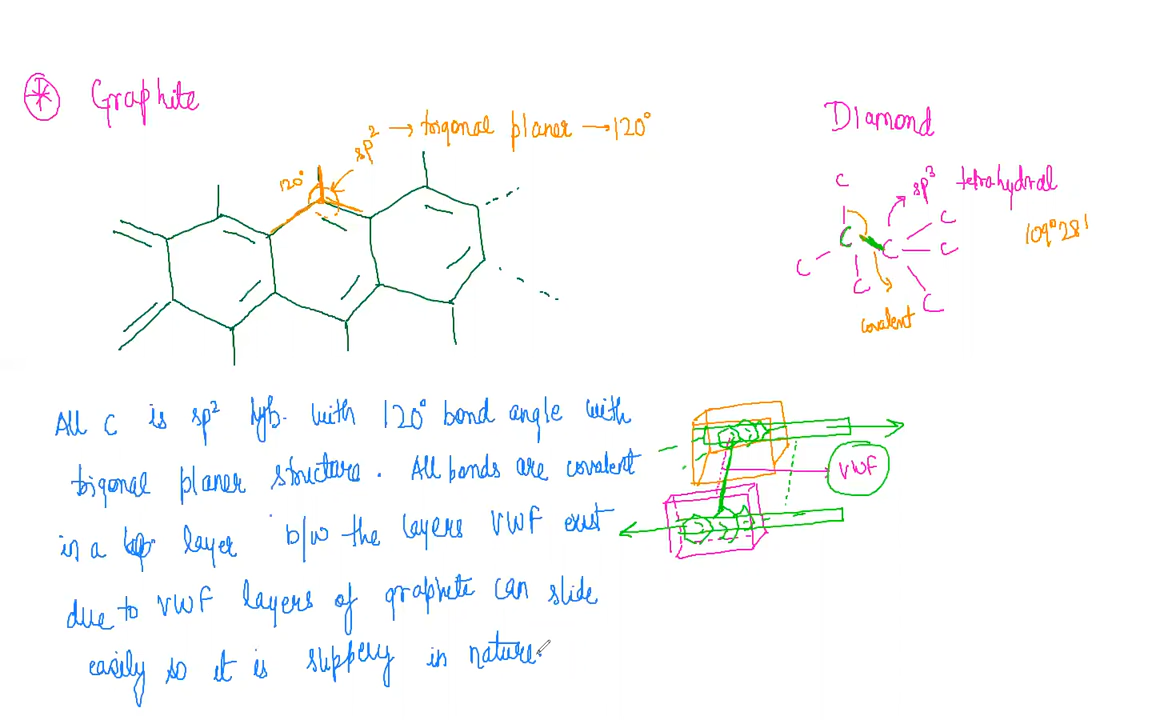 Graphite
sp² → trigonal planer → 120°
120°
Diamond
C
sp³ tetrahydral
109°28'
C C C
C C
C C
C
covalent
All C is sp² hyb. with 120° bond angle with
trigonal planer structure. All bonds are covalent
in a layer b/w the layers VWF exist
due to VWF layers of graphite can slide
easily so it is slippery in nature.
VWF